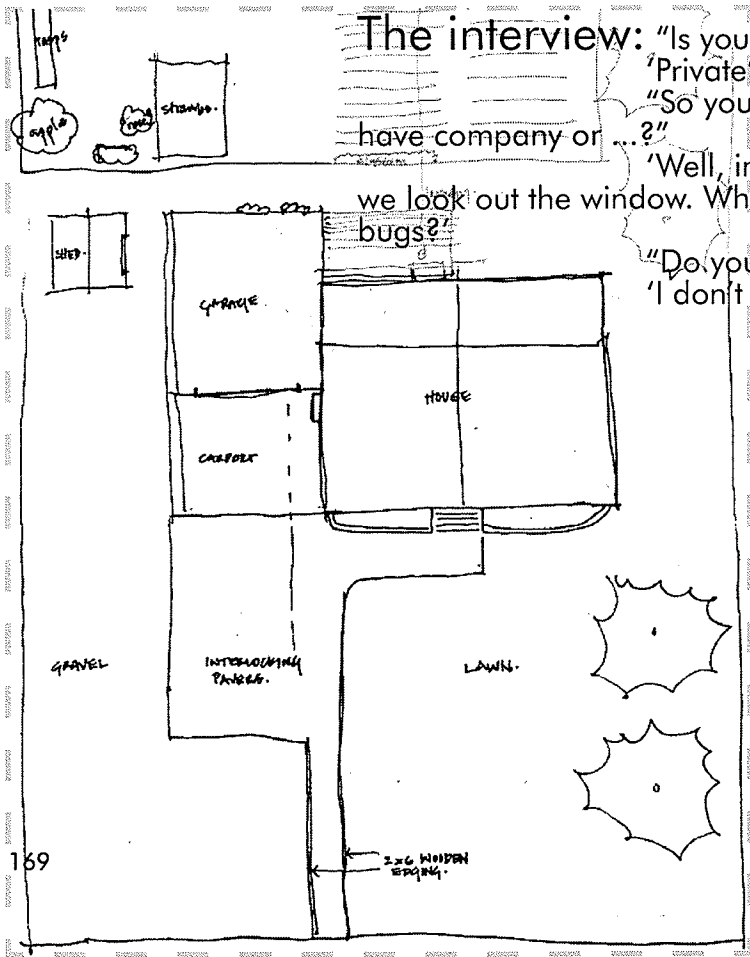 The interview: "Is you
'Private
"So you
have company or ...?"
'Well, in
we look out the window. Wh
bugs?'
"Do you
'I don't
apple
SHED.
GARAGE
HOUSE
CARPORT
GRAVEL
INTERLOCKING
PAVERS.
LAWN.
169
2x6 WOODEN
EDGING.